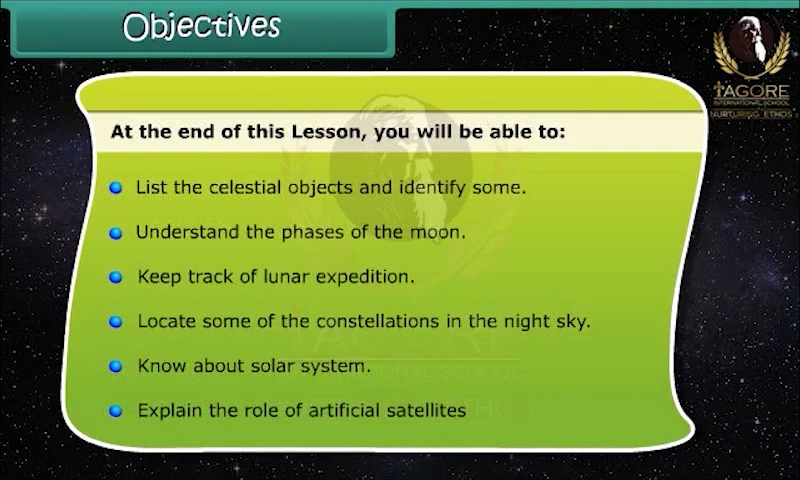 Objectives
TAGORE
INTERNATIONAL SCHOOL
NURTURING ETHOS
At the end of this Lesson, you will be able to:
List the celestial objects and identify some.
Understand the phases of the moon.
Keep track of lunar expedition.
Locate some of the constellations in the night sky.
Know about solar system.
Explain the role of artificial satellites